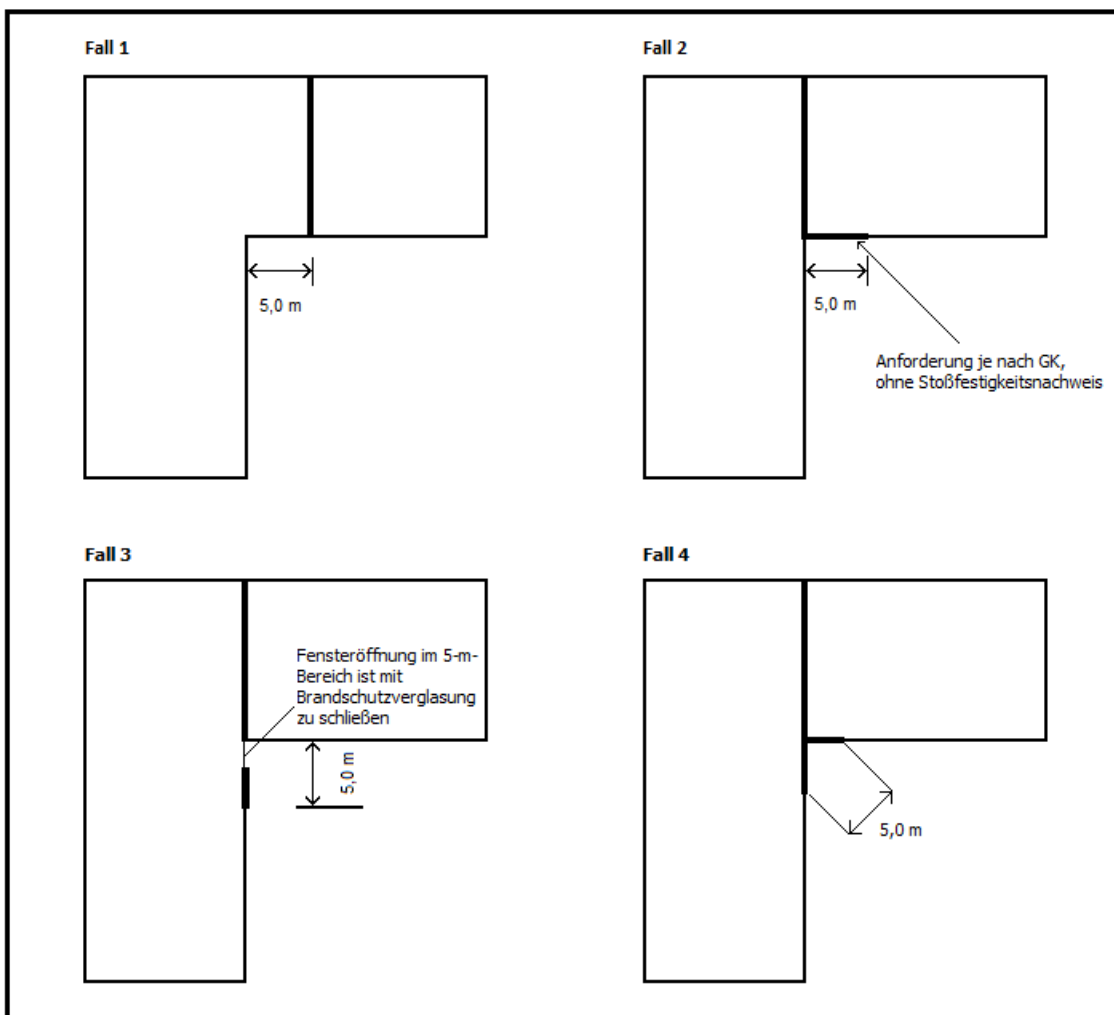 Fall 1
Fall 2
5,0 m
5,0 m
Anforderung je nach GK,
ohne Stoßfestigkeitsnachweis
Fall 3
Fall 4
Fensteröffnung im 5-m-
Bereich ist mit
Brandschutzverglasung
zu schließen
5,0 m
5,0 m